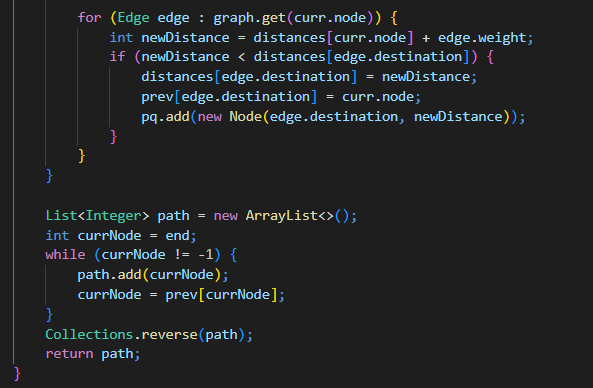 for (Edge edge : graph.get(curr.node)) {
int newDistance = distances[curr.node] + edge.weight;
if (newDistance < distances[edge.destination]) {
distances[edge.destination] = newDistance;
prev[edge.destination] = curr.node;
pq.add(new Node(edge.destination, newDistance));
}
}
}
List<Integer> path = new ArrayList<>();
int currNode = end;
while (currNode != -1) {
path.add(currNode);
currNode = prev[currNode];
}
Collections.reverse(path);
return path;
}